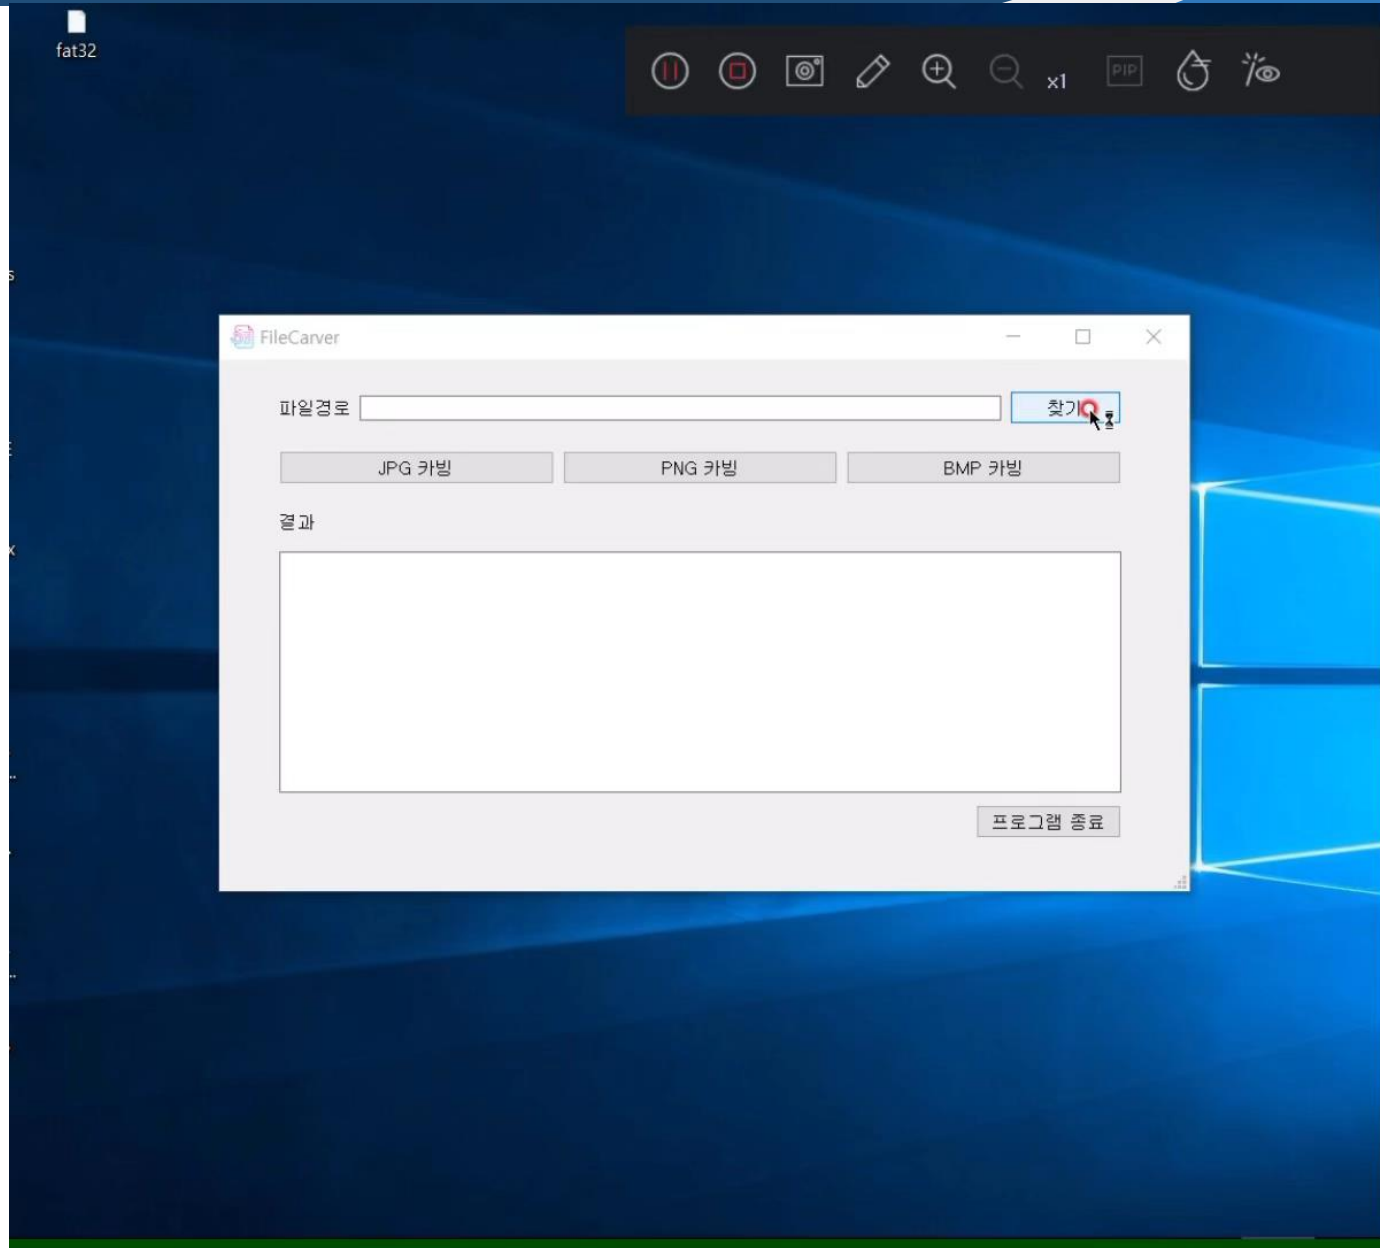 fat32
x1
PIP
FileCarver
파일경로
찾기
JPG 카빙
PNG 카빙
BMP 카빙
결과
프로그램 종료